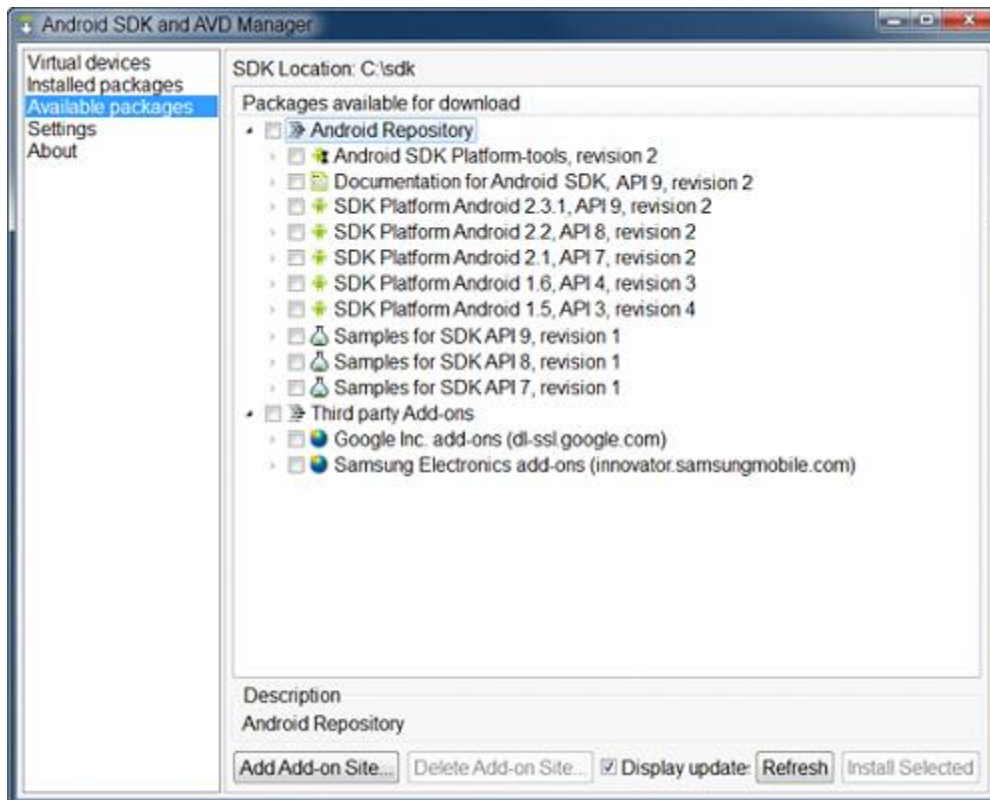 Android SDK and AVD Manager
Virtual devices
Installed packages
Available packages
Settings
About
SDK Location: C:\sdk
Packages available for download
Android Repository
Android SDK Platform-tools, revision 2
Documentation for Android SDK, API 9, revision 2
SDK Platform Android 2.3.1, API 9, revision 2
SDK Platform Android 2.2, API 8, revision 2
SDK Platform Android 2.1, API 7, revision 2
SDK Platform Android 1.6, API 4, revision 3
SDK Platform Android 1.5, API 3, revision 4
Samples for SDK API 9, revision 1
Samples for SDK API 8, revision 1
Samples for SDK API 7, revision 1
Third party Add-ons
Google Inc. add-ons (dl-ssl.google.com)
Samsung Electronics add-ons (innovator.samsungmobile.com)
Description
Android Repository
Add Add-on Site... Delete Add-on Site... Display update: Refresh Install Selected